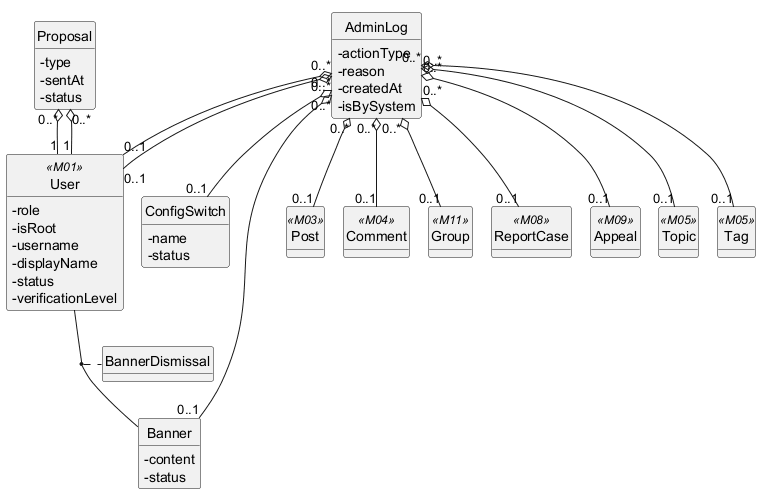 Proposal
-type
-sentAt
-status
AdminLog
-actionType
-reason
-createdAt
-isBySystem
0..*
0..*
0..*
0..*
0..*
0..*
0..*
0..*
0..*
0..*
0..*
0..*
0..*
1
1
0..1
0..1
«M01»
User
-role
-isRoot
-username
-displayName
-status
-verificationLevel
0..1
ConfigSwitch
-name
-status
0..1
«M03»
Post
0..1
«M04»
Comment
0..1
«M11»
Group
0..1
«M08»
ReportCase
0..1
«M09»
Appeal
0..1
«M05»
Topic
0..1
«M05»
Tag
BannerDismissal
0..1
Banner
-content
-status